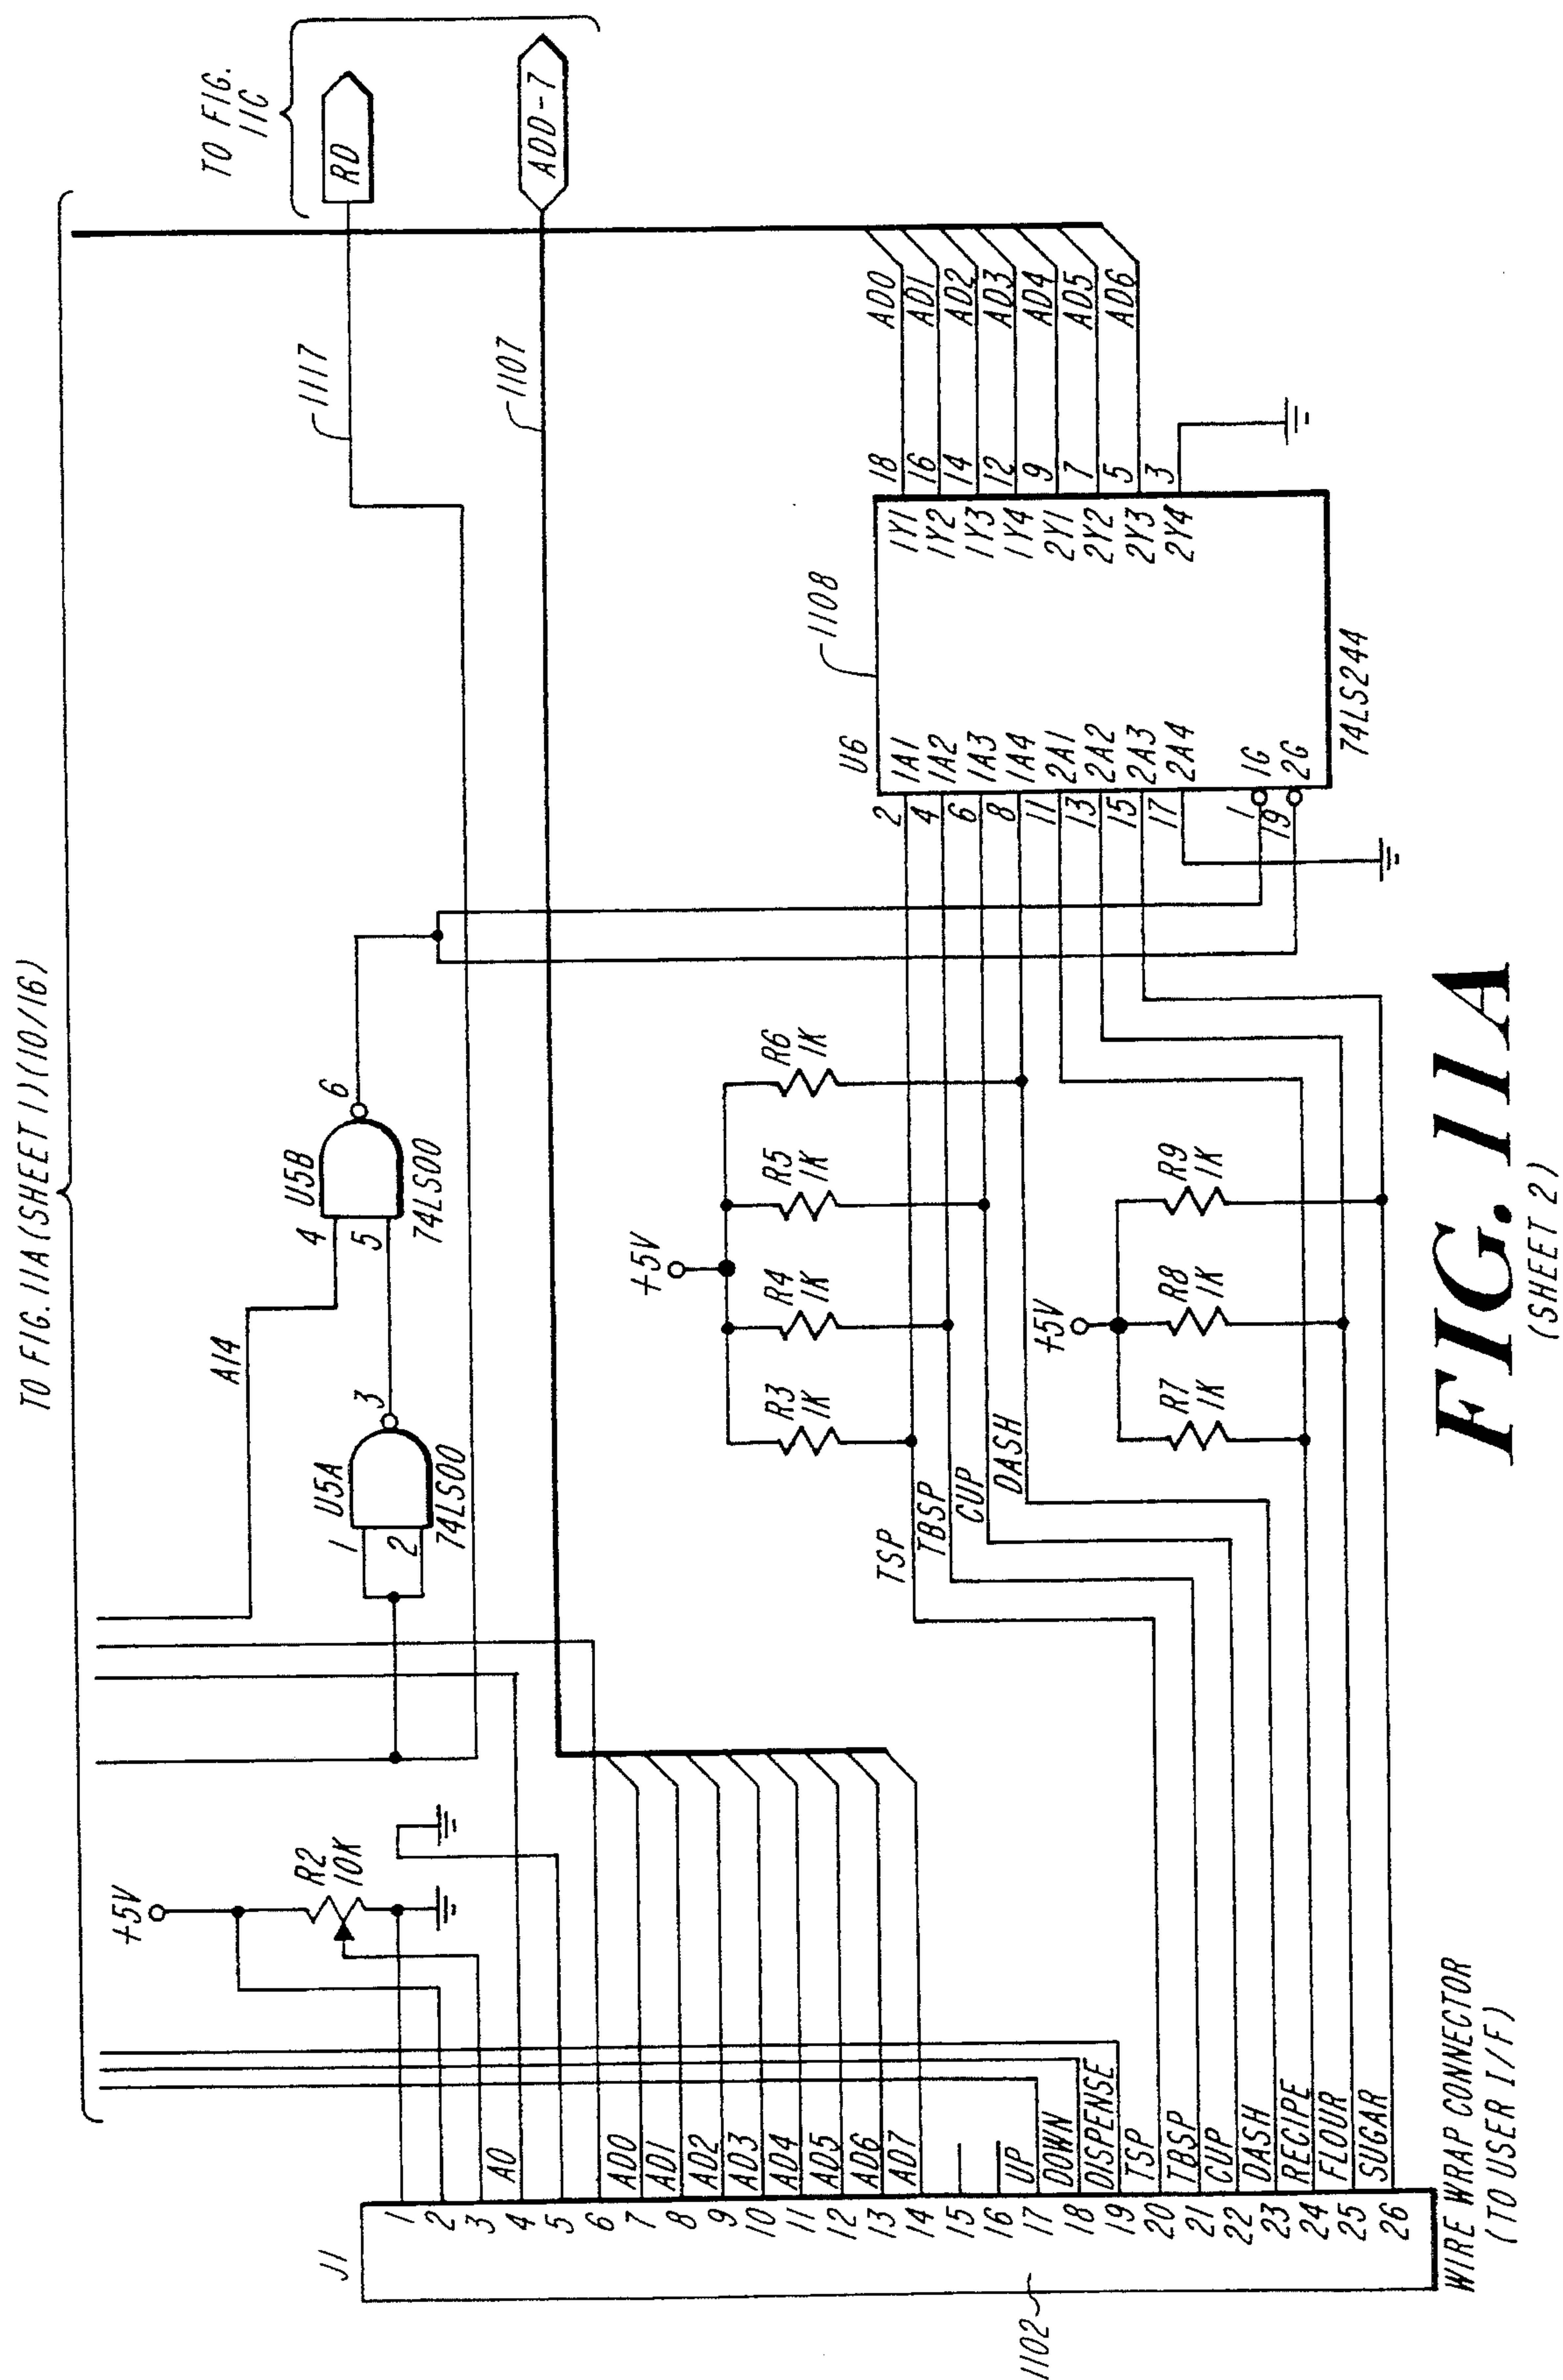 TO FIG. 11A (SHEET 1) (10/16)
TO FIG.
11C
RD
ADD-7
1117
1107
A14
U5A
1
2
3
74LS00
U5B
4
5
6
74LS00
+5V
R2
10K
+5V
R3
1K
R4
1K
R5
1K
R6
1K
TSP
TBSP
CUP
DASH
+5V
R7
1K
R8
1K
R9
1K
U6
1108
2 1A1
4 1A2
6 1A3
8 1A4
11 2A1
13 2A2
15 2A3
17 2A4
1 1G
19 2G
1Y1 18 AD0
1Y2 16 AD1
1Y3 14 AD2
1Y4 12 AD3
2Y1 9 AD4
2Y2 7 AD5
2Y3 5 AD6
2Y4 3
74LS244
J1
1
2
3
4 A0
5
6
7 AD0
8 AD1
9 AD2
10 AD3
11 AD4
12 AD5
13 AD6
14 AD7
15
16
17 UP
18 DOWN
19 DISPENSE
20 TSP
21 TBSP
22 CUP
23 DASH
24 RECIPE
25 FLOUR
26 SUGAR
1102
WIRE WRAP CONNECTOR
(TO USER I/F)
FIG. 11A
(SHEET 2)